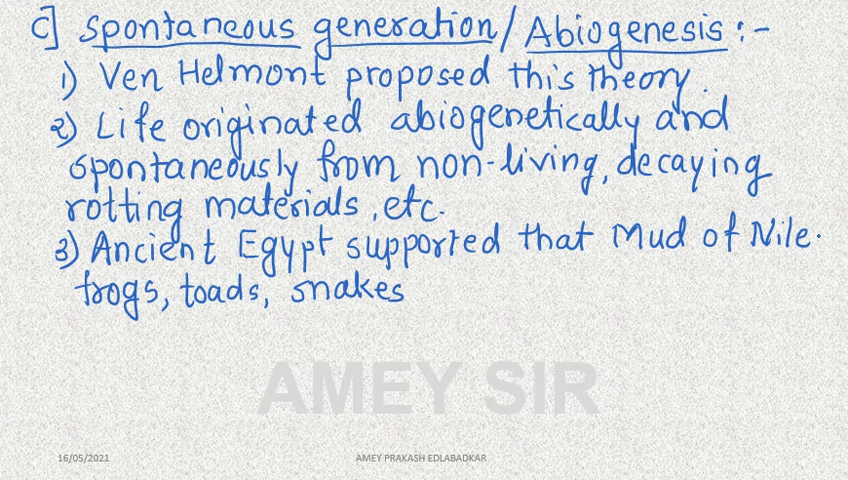 C] Spontaneous generation/Abiogenesis :-
1) Ven Helmont proposed this theory.
2) Life originated abiogenetically and
spontaneously from non-living, decaying
rotting materials, etc.
3) Ancient Egypt supported that Mud of Nile.
frogs, toads, snakes
AMEY SIR
16/05/2021 AMEY PRAKASH EDLABADKAR